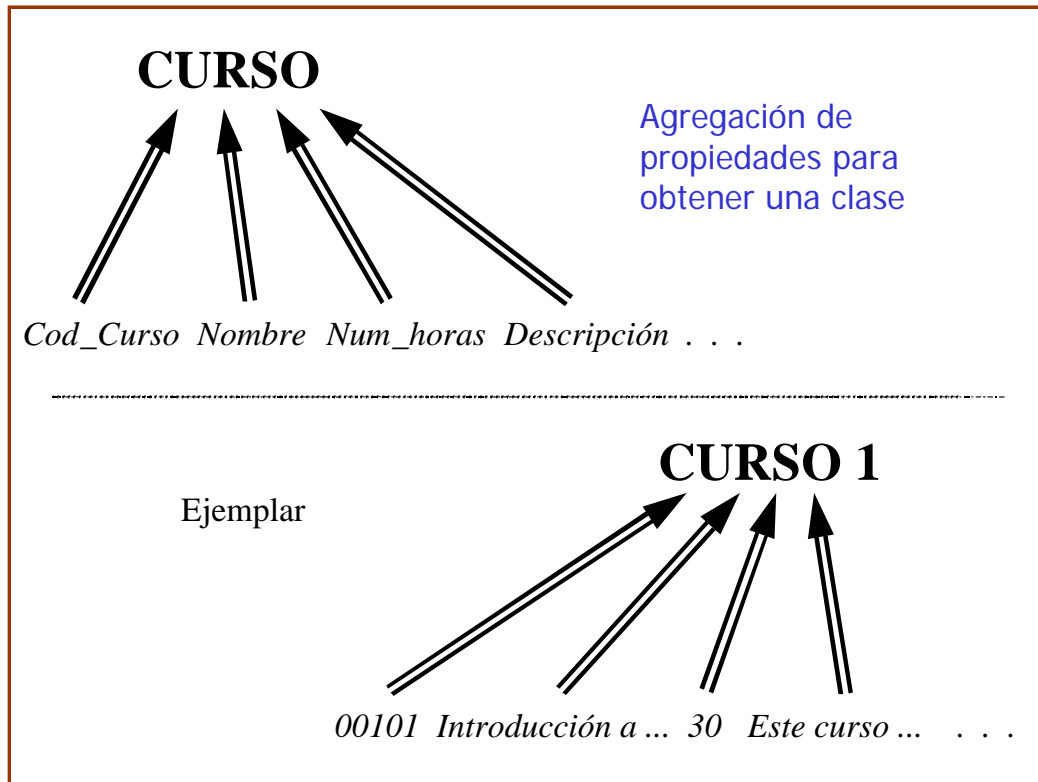 CURSO
Agregación de
propiedades para
obtener una clase
Cod_Curso Nombre Num_horas Descripción . . .
CURSO 1
Ejemplar
00101 Introducción a ... 30 Este curso ... . . .